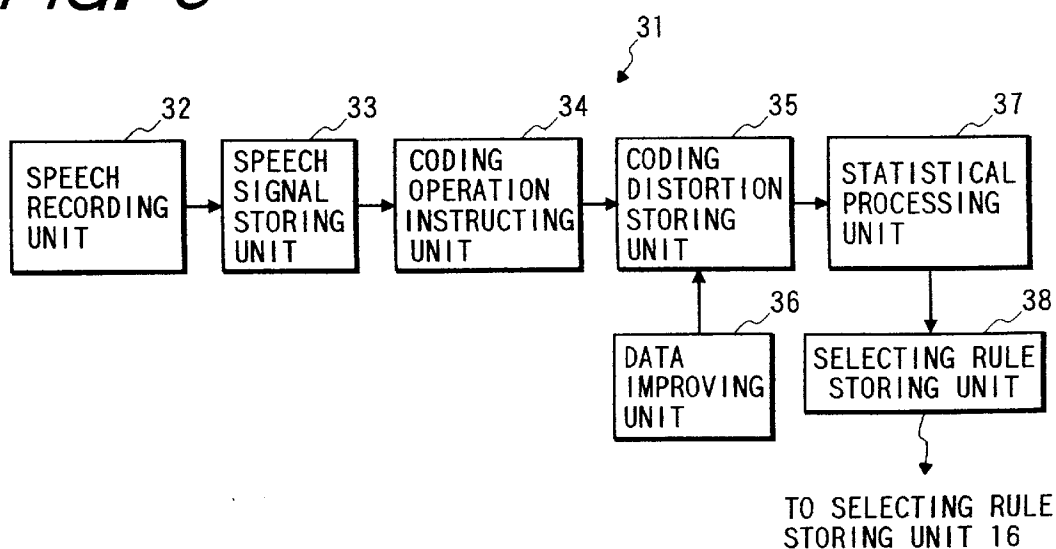 31
32
33
34
35
37
SPEECH
RECORDING
UNIT
SPEECH
SIGNAL
STORING
UNIT
CODING
OPERATION
INSTRUCTING
UNIT
CODING
DISTORTION
STORING
UNIT
STATISTICAL
PROCESSING
UNIT
36
38
DATA
IMPROVING
UNIT
SELECTING RULE
STORING UNIT
TO SELECTING RULE
STORING UNIT 16